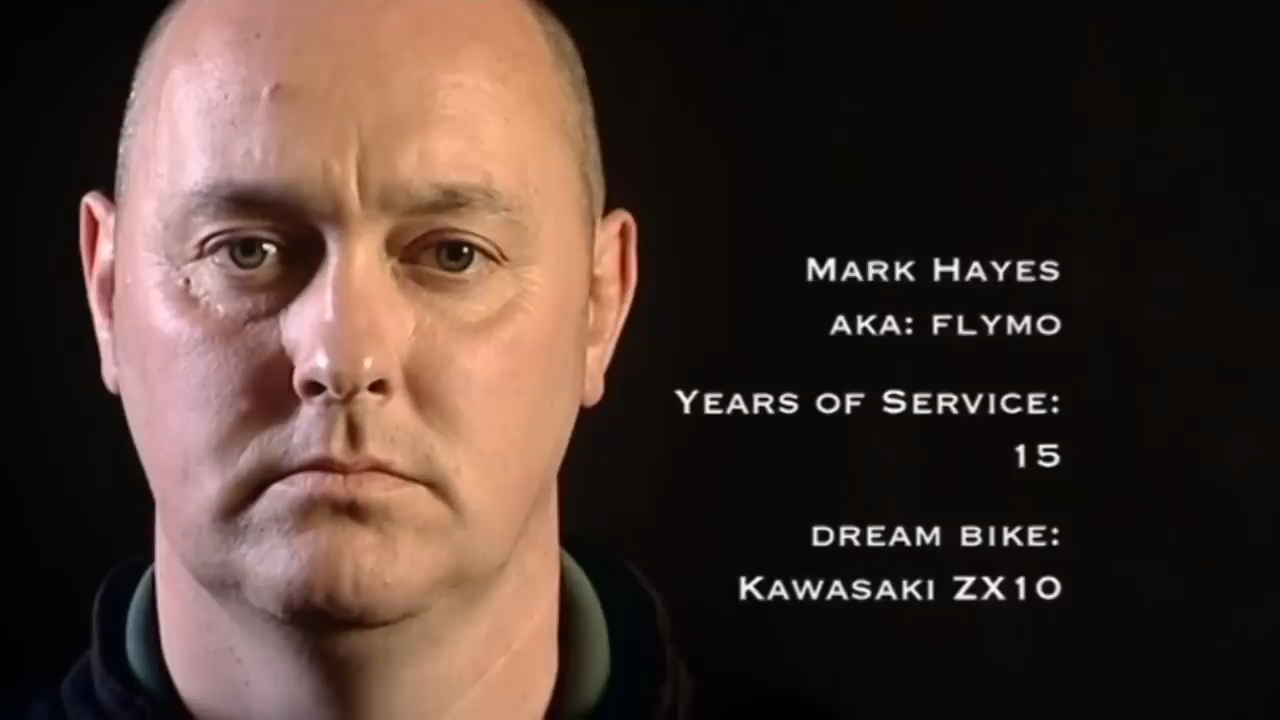 Mark Hayes
AKA: FLYMO
Years of Service:
15
DREAM BIKE:
Kawasaki ZX10